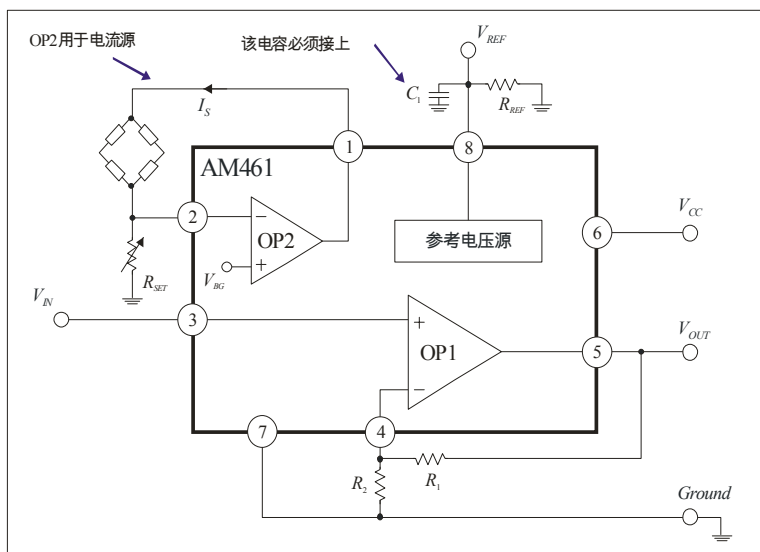 OP2用于电流源
该电容必须接上
V_REF
I_S
C_1
R_REF
1
8
AM461
2
OP2
参考电压源
6
V_CC
V_BG
R_SET
V_IN
3
OP1
5
V_OUT
7
4
R_2
R_1
Ground